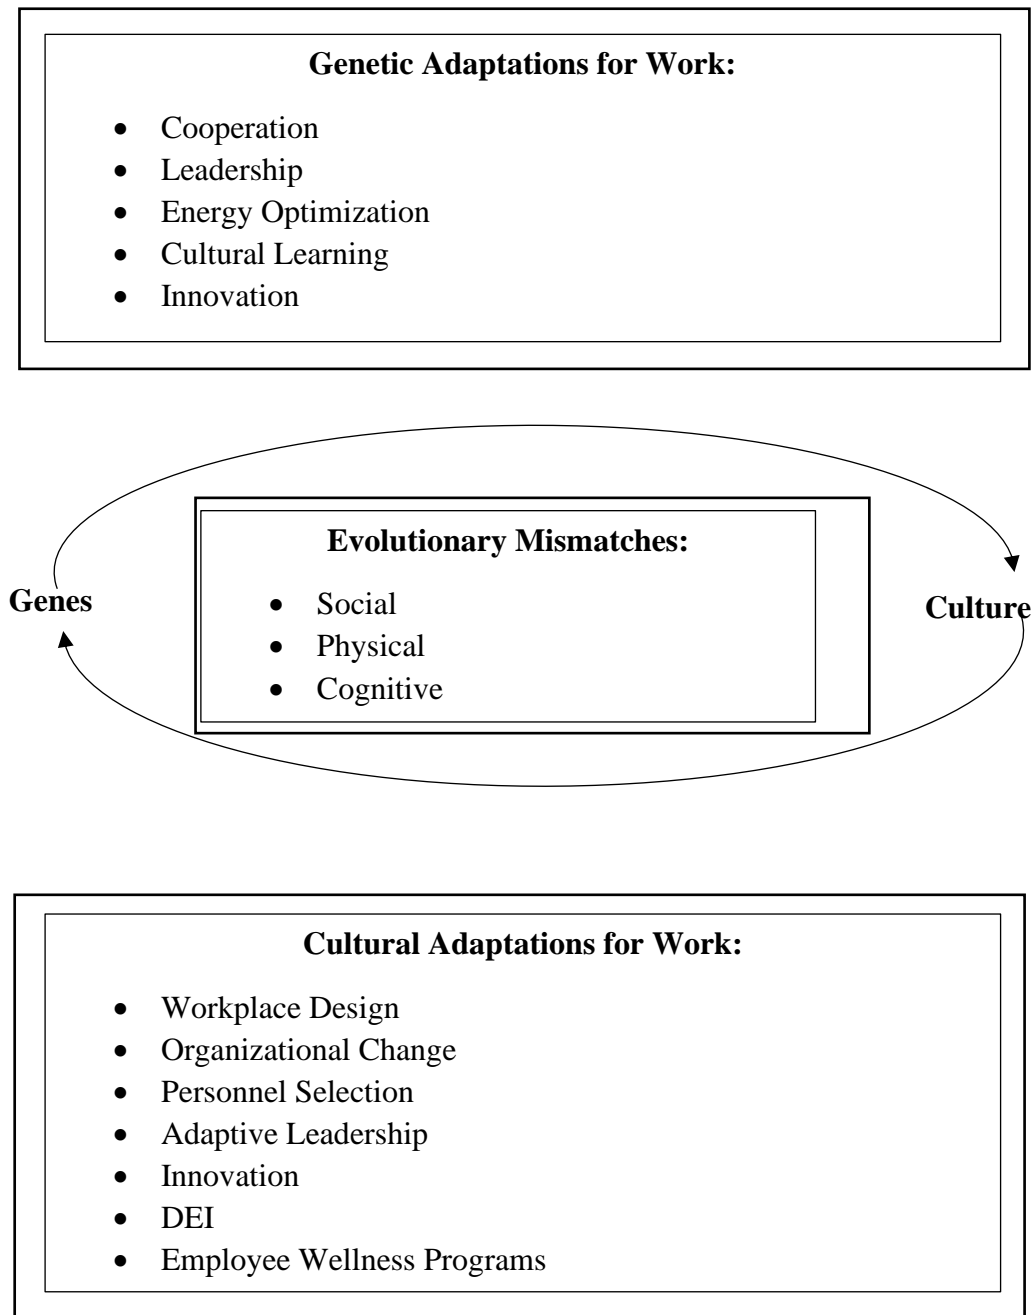 Genetic Adaptations for Work:
• Cooperation
• Leadership
• Energy Optimization
• Cultural Learning
• Innovation
Evolutionary Mismatches:
Genes
• Social
• Physical
• Cognitive
Culture
Cultural Adaptations for Work:
• Workplace Design
• Organizational Change
• Personnel Selection
• Adaptive Leadership
• Innovation
• DEI
• Employee Wellness Programs